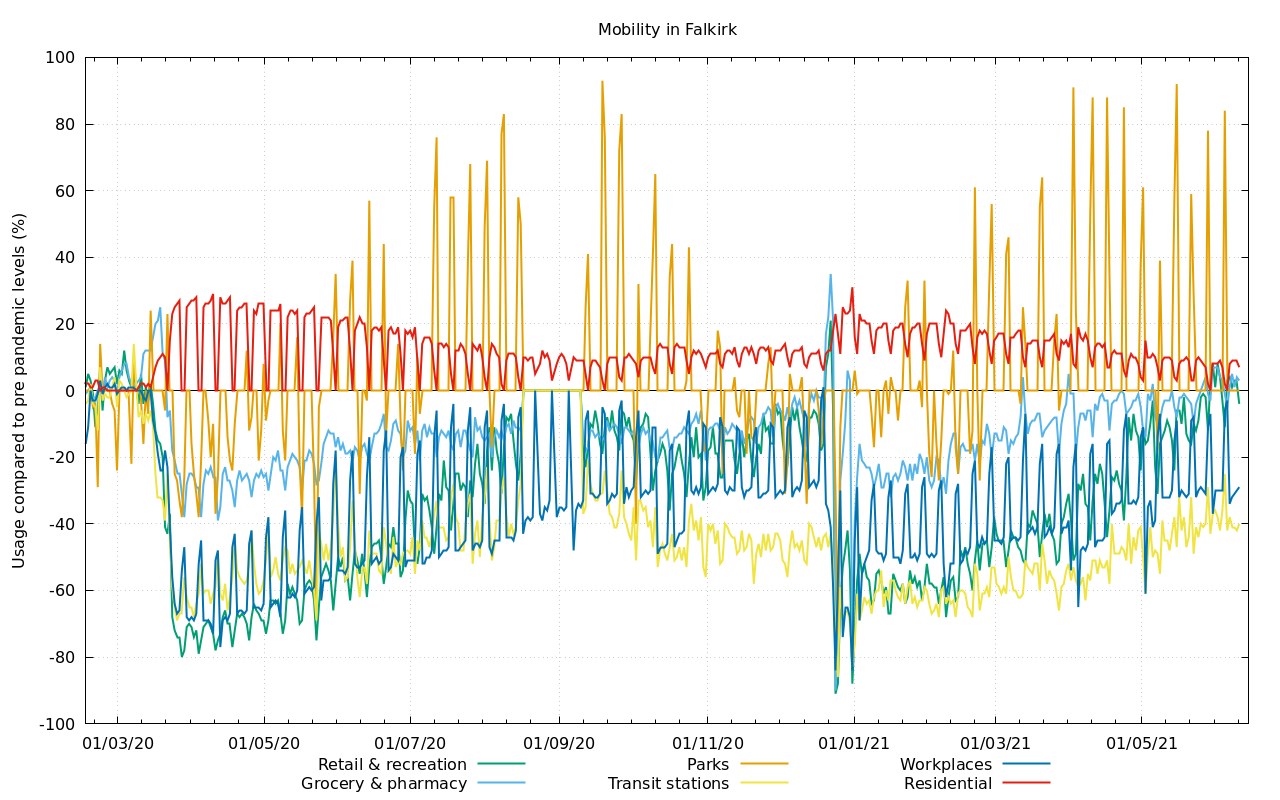 Mobility in Falkirk
Usage compared to pre pandemic levels (%)
100
80
60
40
20
0
-20
-40
-60
-80
-100
01/03/20 01/05/20 01/07/20 01/09/20 01/11/20 01/01/21 01/03/21 01/05/21
Retail & recreation Parks Workplaces
Grocery & pharmacy Transit stations Residential